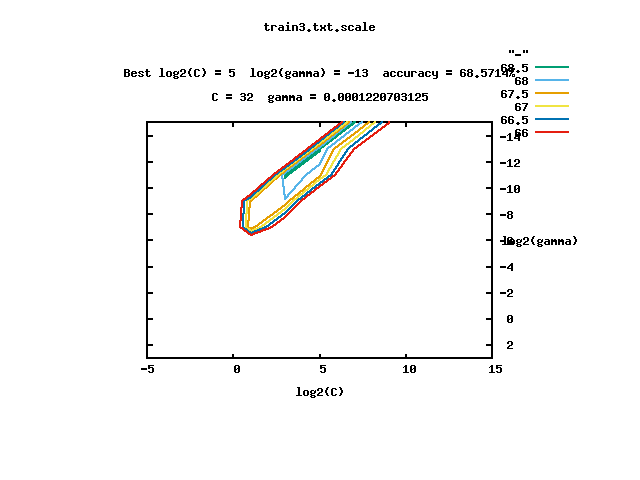 train3.txt.scale
"-"
Best log2(C) = 5  log2(gamma) = -13  accuracy = 68.5714%
68.5
68
67.5
67
66.5
66
C = 32  gamma = 0.0001220703125
-14
-12
-10
-8
-6
log2(gamma)
-4
-2
0
2
-5 0 5 10 15
log2(C)